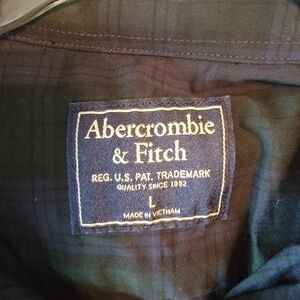 Abercrombie
& Fitch
REG. U.S. PAT. TRADEMARK
QUALITY SINCE 1892
L
MADE IN VIETNAM